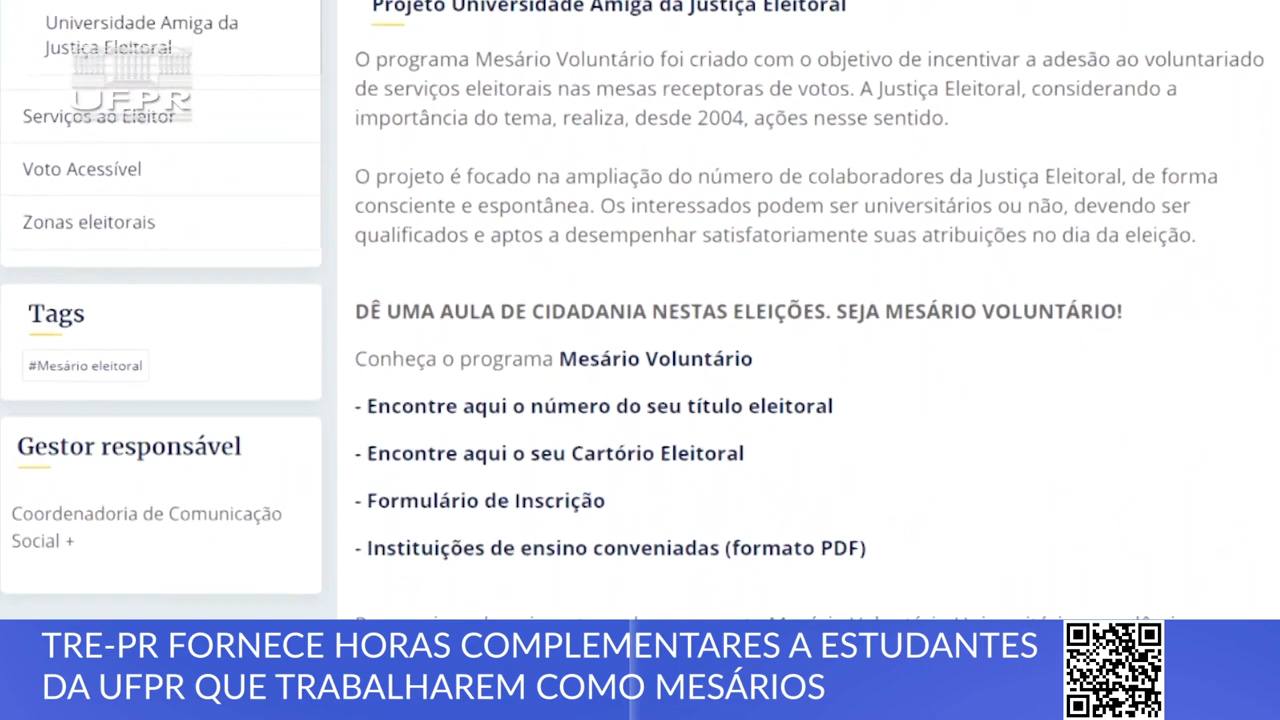 Universidade Amiga da
Justiça Eleitoral
UFPR
Serviços ao Eleitor
Voto Acessível
Zonas eleitorais
Tags
#Mesário eleitoral
Gestor responsável
Coordenadoria de Comunicação
Social +
Projeto Universidade Amiga da Justiça Eleitoral
O programa Mesário Voluntário foi criado com o objetivo de incentivar a adesão ao voluntariado
de serviços eleitorais nas mesas receptoras de votos. A Justiça Eleitoral, considerando a
importância do tema, realiza, desde 2004, ações nesse sentido.
O projeto é focado na ampliação do número de colaboradores da Justiça Eleitoral, de forma
consciente e espontânea. Os interessados podem ser universitários ou não, devendo ser
qualificados e aptos a desempenhar satisfatoriamente suas atribuições no dia da eleição.
DÊ UMA AULA DE CIDADANIA NESTAS ELEIÇÕES. SEJA MESÁRIO VOLUNTÁRIO!
Conheça o programa Mesário Voluntário
- Encontre aqui o número do seu título eleitoral
- Encontre aqui o seu Cartório Eleitoral
- Formulário de Inscrição
- Instituições de ensino conveniadas (formato PDF)
TRE-PR FORNECE HORAS COMPLEMENTARES A ESTUDANTES
DA UFPR QUE TRABALHAREM COMO MESÁRIOS